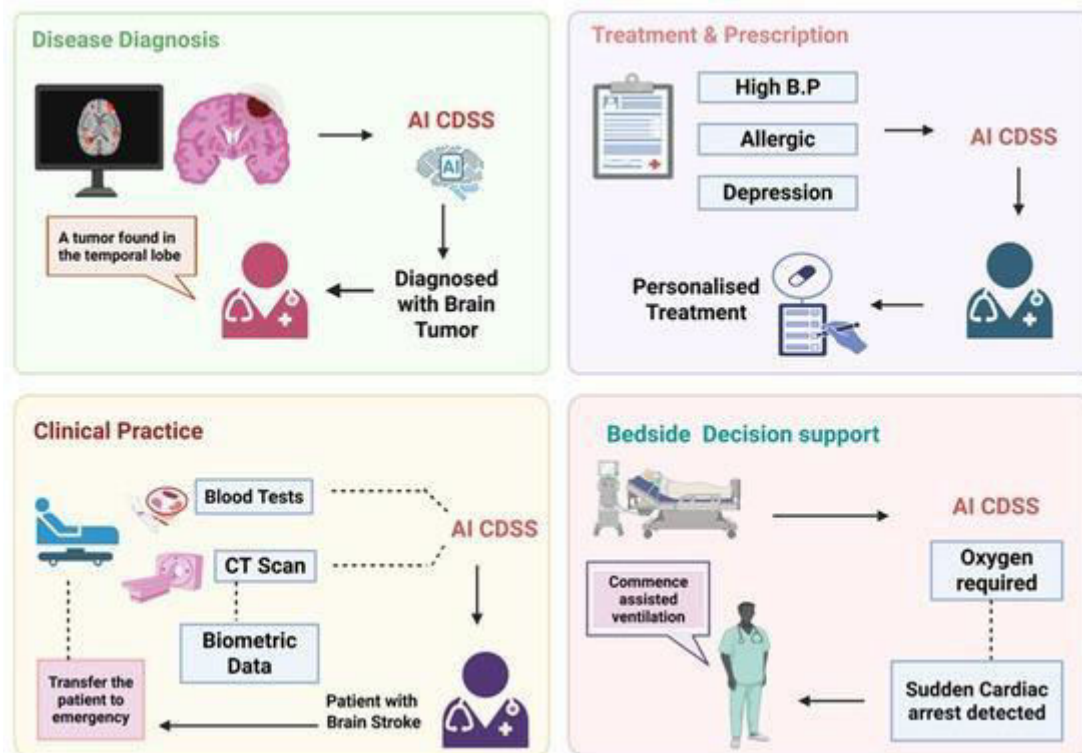 Disease Diagnosis
AI CDSS
AI
A tumor found in
the temporal lobe
Diagnosed
with Brain
Tumor
Treatment & Prescription
High B.P
Allergic
Depression
AI CDSS
Personalised
Treatment
Clinical Practice
Blood Tests
CT Scan
Biometric
Data
AI CDSS
Transfer the
patient to
emergency
Patient with
Brain Stroke
Bedside Decision support
AI CDSS
Oxygen
required
Commence
assisted
ventilation
Sudden Cardiac
arrest detected